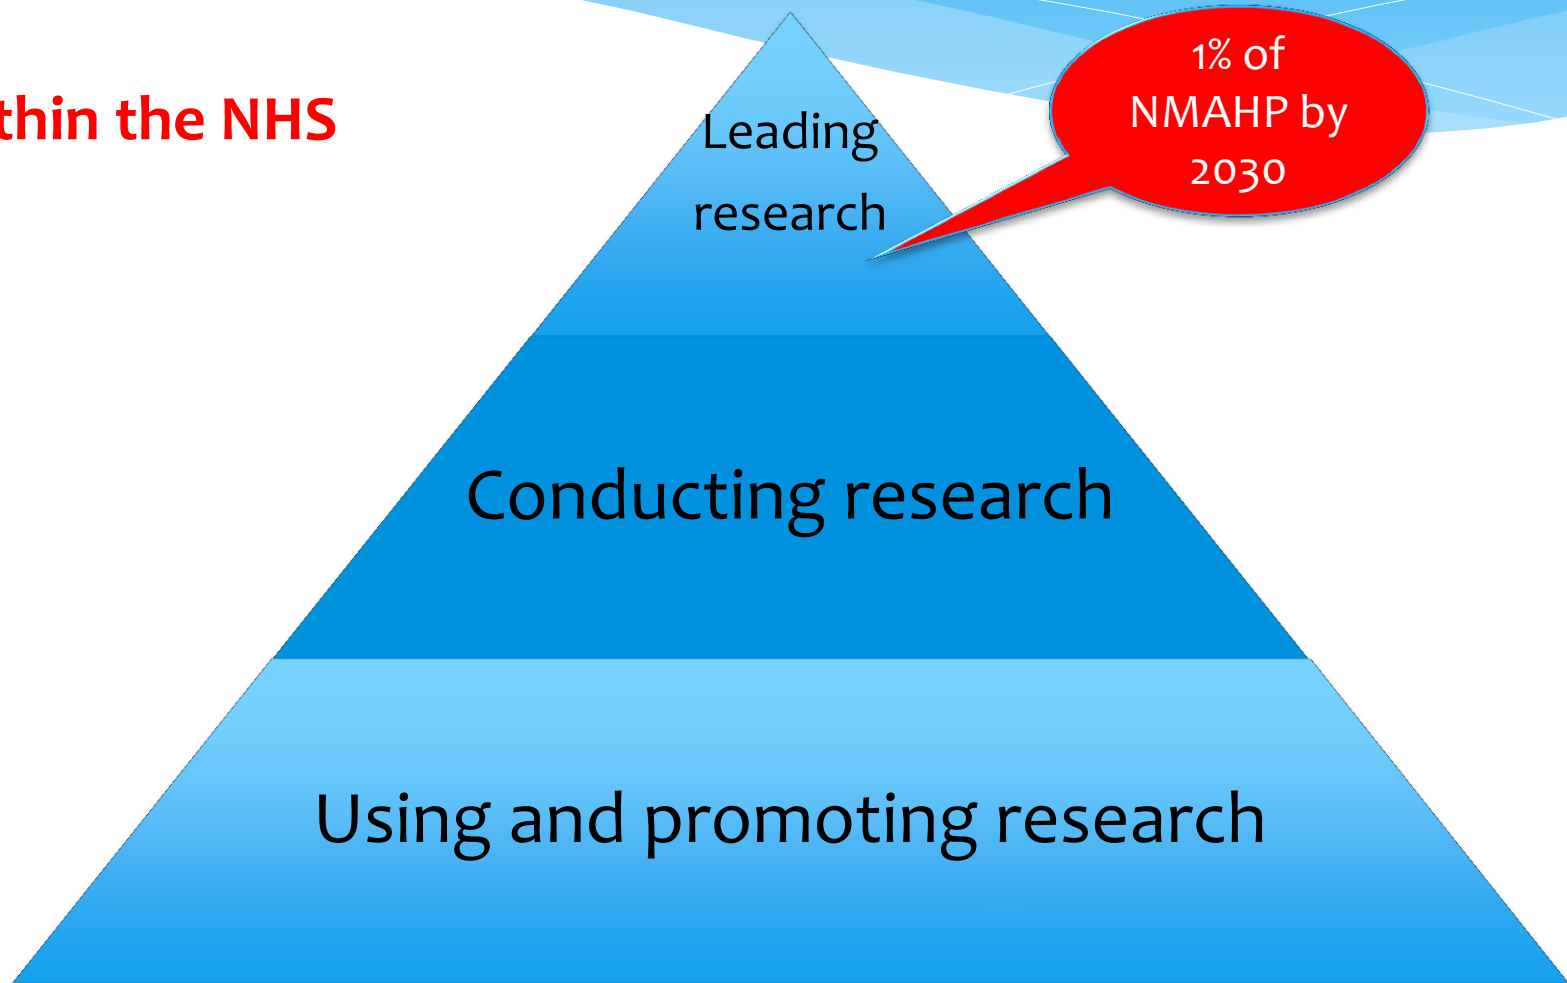 thin the NHS
1% of
NMAHP by
2030
Leading
research
Conducting research
Using and promoting research